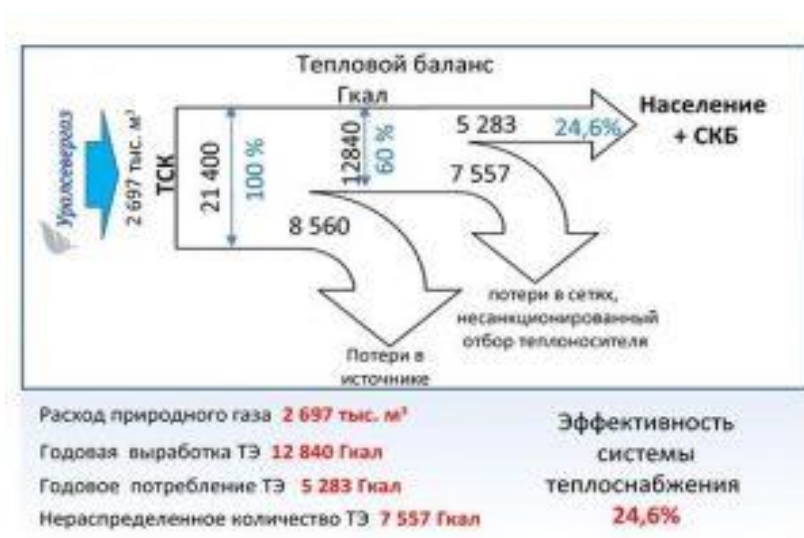 Тепловой баланс
Гкал
Уралсевергаз
2 697 тыс. м³
ТСК
21 400
100 %
12840
60 %
5 283
24,6%
Население
+ СКБ
7 557
8 560
потери в сетях,
несанкционированный
отбор теплоносителя
Потери в
источнике
Расход природного газа 2 697 тыс. м³
Годовая выработка ТЭ 12 840 Гкал
Годовое потребление ТЭ 5 283 Гкал
Нераспределенное количество ТЭ 7 557 Гкал
Эффективность
системы
теплоснабжения
24,6%